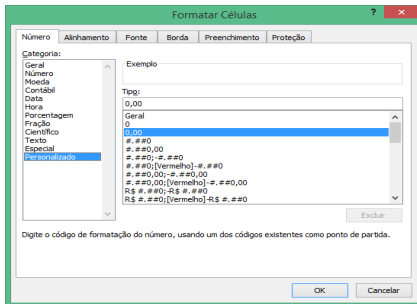 Formatar Células
? ×
Número Alinhamento Fonte Borda Preenchimento Proteção
Categoria:
Geral
Número
Moeda
Contábil
Data
Hora
Porcentagem
Fração
Científico
Texto
Especial
Personalizado
Exemplo
Tipo:
0,00
Geral
0
0,00
#.##0
#.##0,00
#.##0;-#.##0
#.##0;[Vermelho]-#.##0
#.##0,00;-#.##0,00
#.##0,00;[Vermelho]-#.##0,00
R$ #.##0;-R$ #.##0
R$ #.##0;[Vermelho]-R$ #.##0
Excluir
Digite o código de formatação do número, usando um dos códigos existentes como ponto de partida.
OK Cancelar